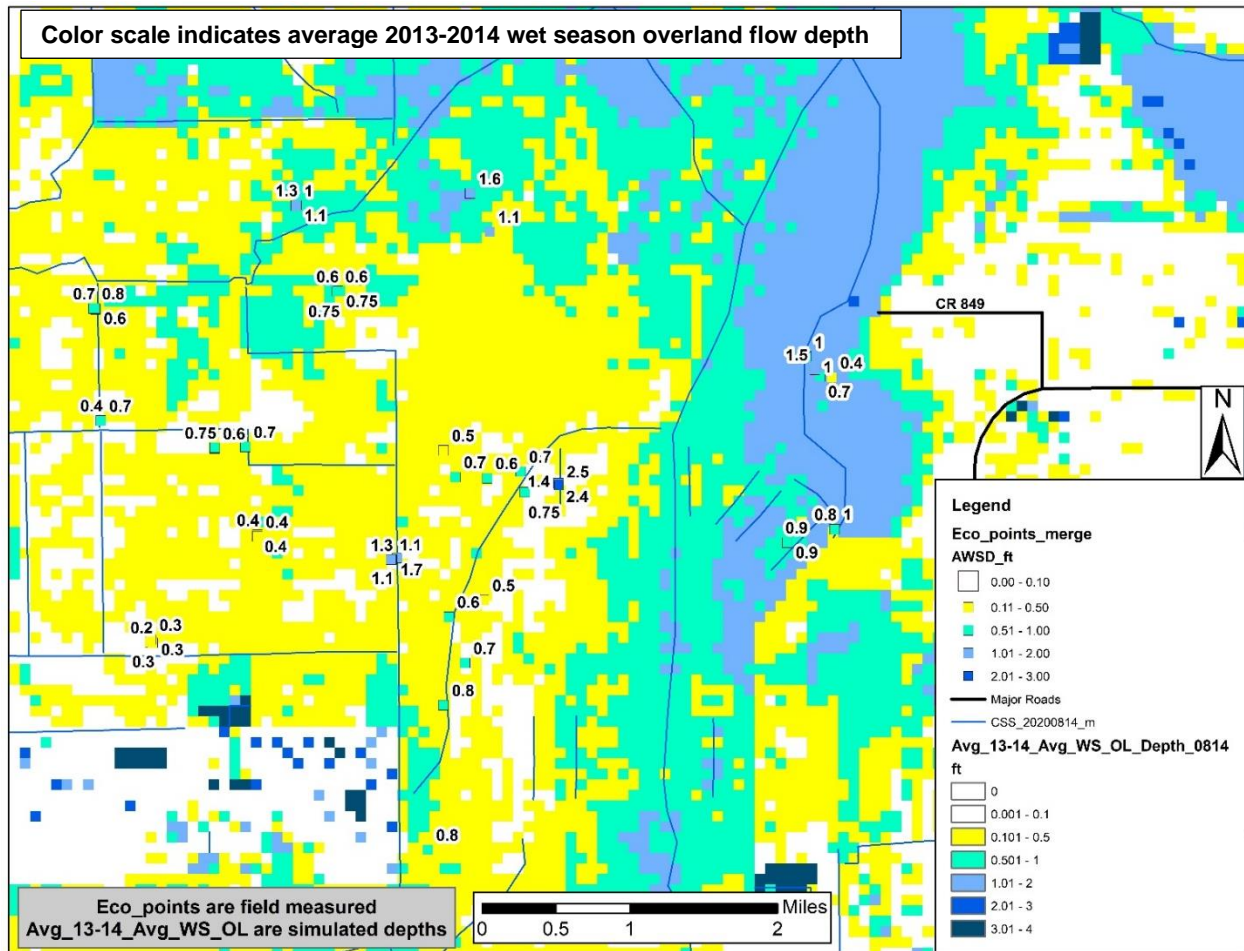 Color scale indicates average 2013-2014 wet season overland flow depth
1.6
1.3 1
1.1
1.1
0.6 0.6
0.75 0.75
0.7 0.8
0.6
CR 849
1
1.5 1 0.4
0.7
0.4 0.7
0.75 0.6 0.7
0.5
0.7 0.6 0.7
1.4 2.5
2.4
0.75
0.4 0.4
0.4
0.8 1
0.9
0.9
1.3 1.1
1.1 1.7
0.5
0.6
0.2 0.3
0.3 0.3
0.7
0.8
0.8
N
Legend
Eco_points_merge
AWSD_ft
0.00 - 0.10
0.11 - 0.50
0.51 - 1.00
1.01 - 2.00
2.01 - 3.00
Major Roads
CSS_20200814_m
Avg_13-14_Avg_WS_OL_Depth_0814
ft
0
0.001 - 0.1
0.101 - 0.5
0.501 - 1
1.01 - 2
2.01 - 3
3.01 - 4
Eco_points are field measured
Avg_13-14_Avg_WS_OL are simulated depths
Miles
0 0.5 1 2